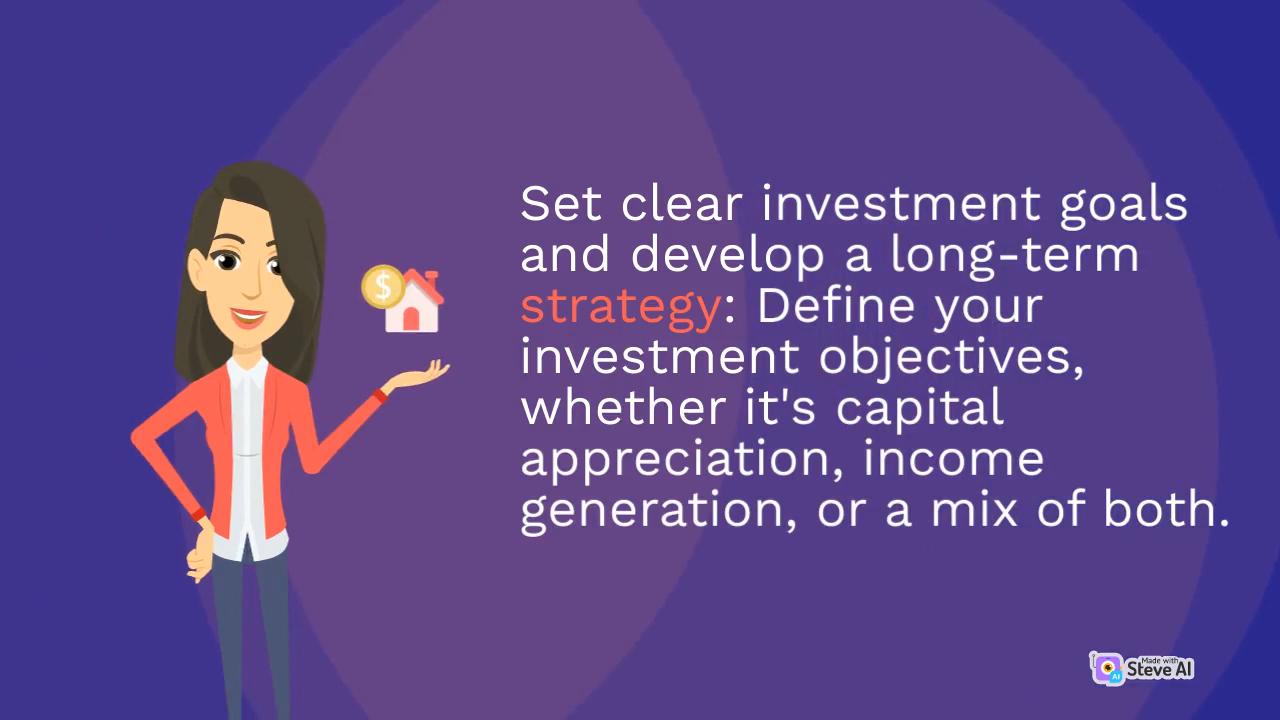 $
Set clear investment goals
and develop a long-term
strategy: Define your
investment objectives,
whether it's capital
appreciation, income
generation, or a mix of both.
Made with
Steve AI
AI